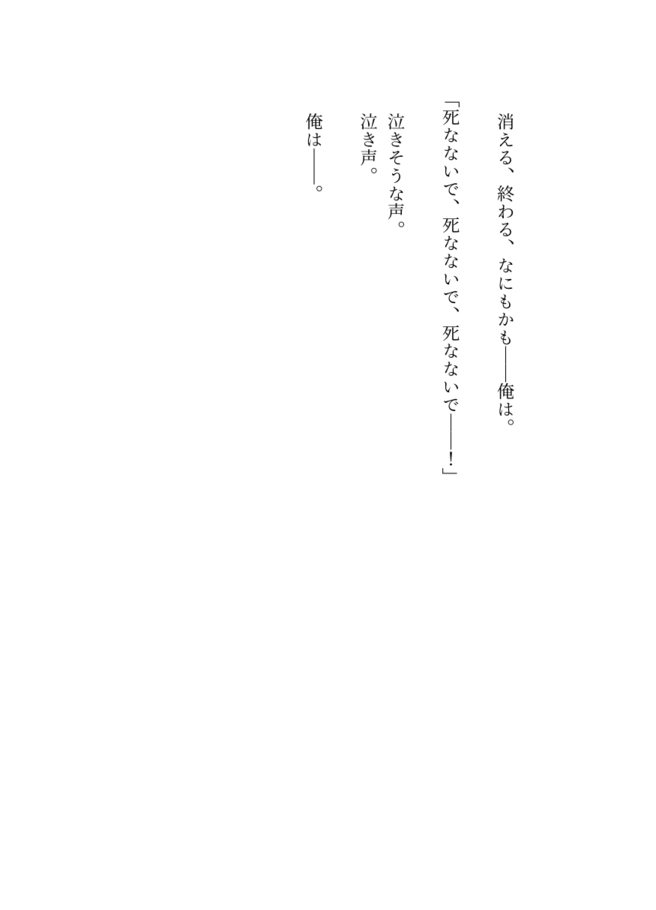 消える、終わる、なにもかも――俺は。
「死なないで、死なないで、死なないで――！」
泣きそうな声。
泣き声。
俺は――。